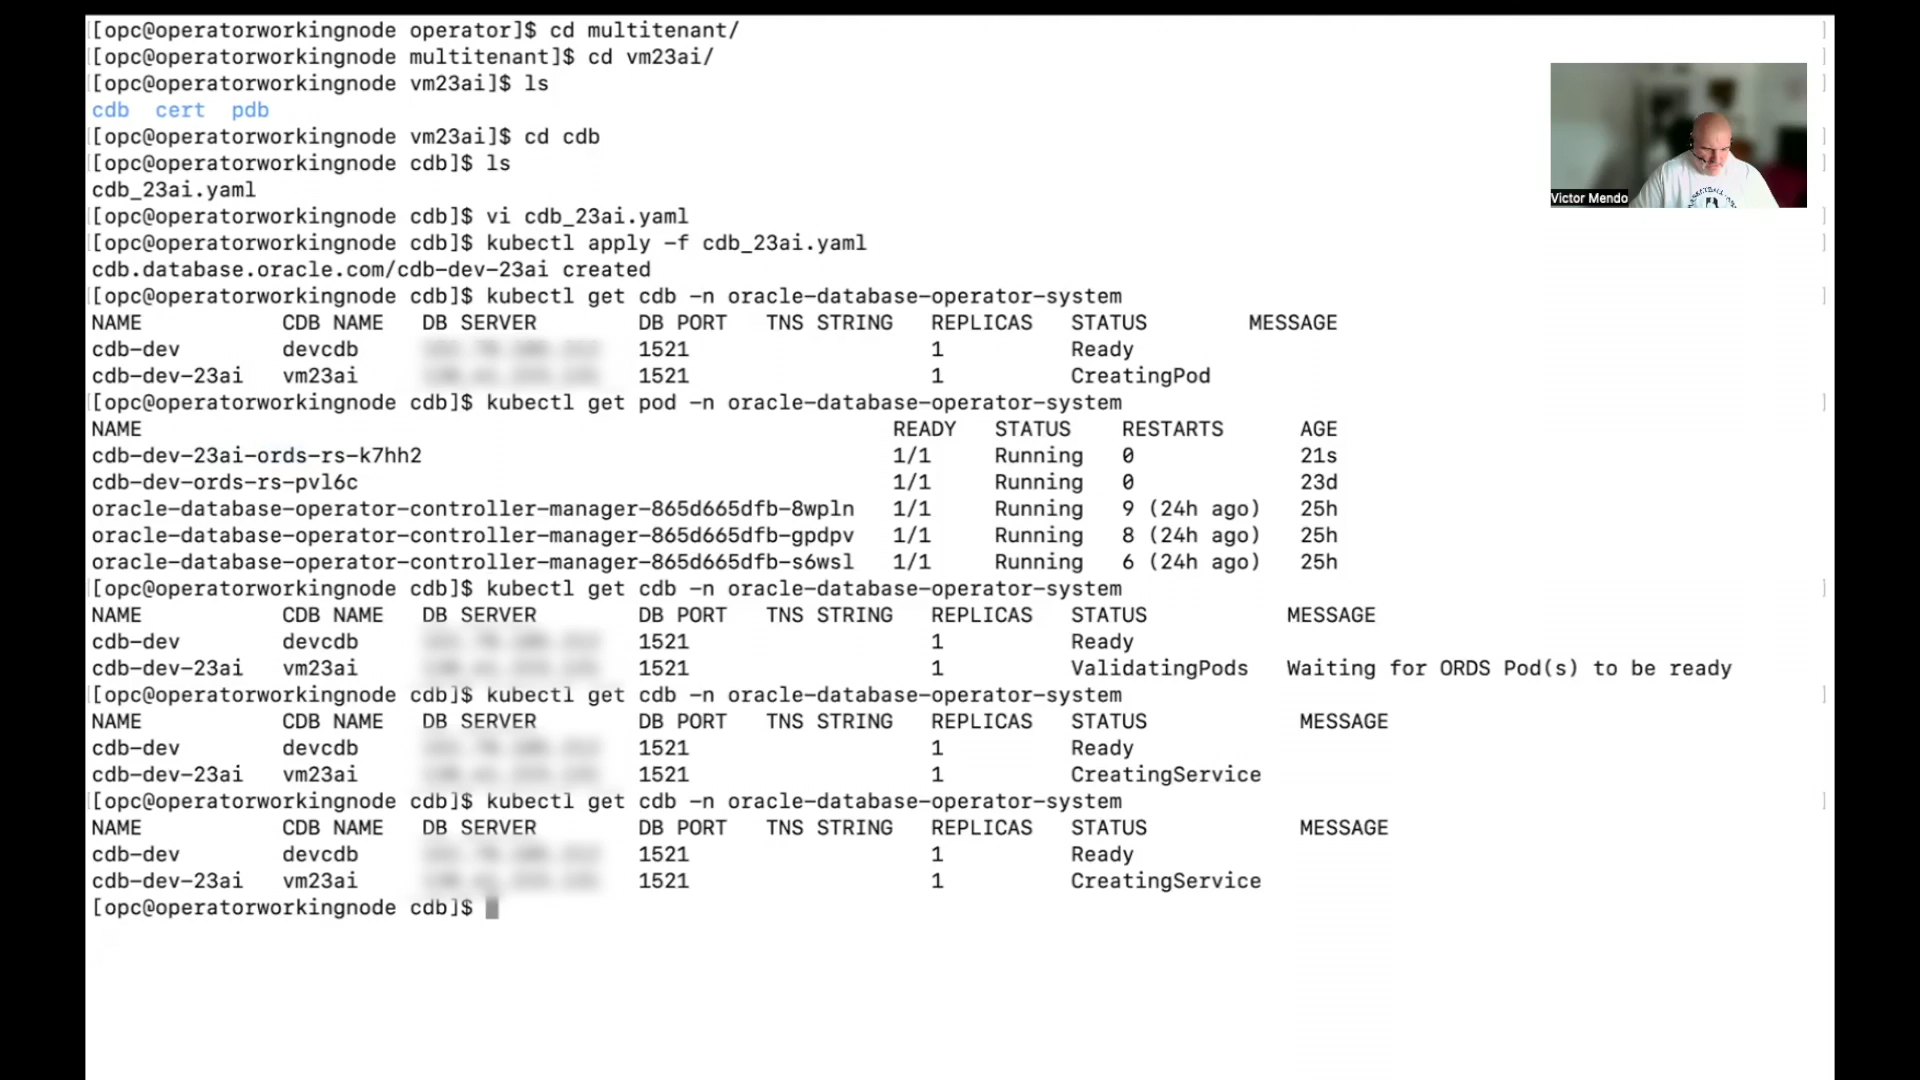 [opc@operatorworkingnode operator]$ cd multitenant/
[opc@operatorworkingnode multitenant]$ cd vm23ai/
[opc@operatorworkingnode vm23ai]$ ls
cdb cert pdb
[opc@operatorworkingnode vm23ai]$ cd cdb
[opc@operatorworkingnode cdb]$ ls
cdb_23ai.yaml
[opc@operatorworkingnode cdb]$ vi cdb_23ai.yaml
[opc@operatorworkingnode cdb]$ kubectl apply -f cdb_23ai.yaml
cdb.database.oracle.com/cdb-dev-23ai created
[opc@operatorworkingnode cdb]$ kubectl get cdb -n oracle-database-operator-system
NAME CDB NAME DB SERVER DB PORT TNS STRING REPLICAS STATUS MESSAGE
cdb-dev devcdb 1521 1 Ready
cdb-dev-23ai vm23ai 1521 1 CreatingPod
[opc@operatorworkingnode cdb]$ kubectl get pod -n oracle-database-operator-system
NAME READY STATUS RESTARTS AGE
cdb-dev-23ai-ords-rs-k7hh2 1/1 Running 0 21s
cdb-dev-ords-rs-pvl6c 1/1 Running 0 23d
oracle-database-operator-controller-manager-865d665dfb-8wpln 1/1 Running 9 (24h ago) 25h
oracle-database-operator-controller-manager-865d665dfb-gpdpv 1/1 Running 8 (24h ago) 25h
oracle-database-operator-controller-manager-865d665dfb-s6wsl 1/1 Running 6 (24h ago) 25h
[opc@operatorworkingnode cdb]$ kubectl get cdb -n oracle-database-operator-system
NAME CDB NAME DB SERVER DB PORT TNS STRING REPLICAS STATUS MESSAGE
cdb-dev devcdb 1521 1 Ready
cdb-dev-23ai vm23ai 1521 1 ValidatingPods Waiting for ORDS Pod(s) to be ready
[opc@operatorworkingnode cdb]$ kubectl get cdb -n oracle-database-operator-system
NAME CDB NAME DB SERVER DB PORT TNS STRING REPLICAS STATUS MESSAGE
cdb-dev devcdb 1521 1 Ready
cdb-dev-23ai vm23ai 1521 1 CreatingService
[opc@operatorworkingnode cdb]$ kubectl get cdb -n oracle-database-operator-system
NAME CDB NAME DB SERVER DB PORT TNS STRING REPLICAS STATUS MESSAGE
cdb-dev devcdb 1521 1 Ready
cdb-dev-23ai vm23ai 1521 1 CreatingService
[opc@operatorworkingnode cdb]$
Victor Mendo